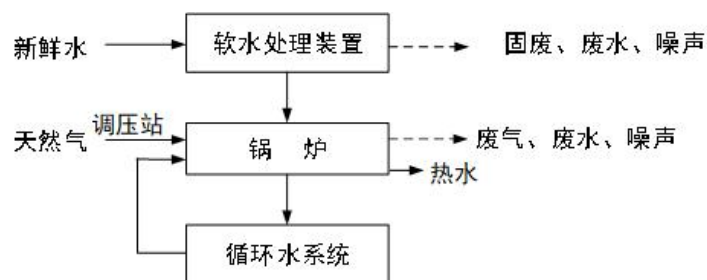 新鲜水
软水处理装置
固废、废水、噪声
天然气
调压站
锅 炉
废气、废水、噪声
热水
循环水系统